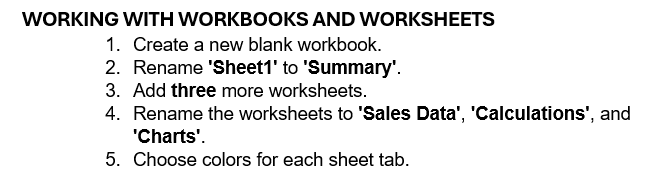 WORKING WITH WORKBOOKS AND WORKSHEETS
1. Create a new blank workbook.
2. Rename 'Sheet1' to 'Summary'.
3. Add three more worksheets.
4. Rename the worksheets to 'Sales Data', 'Calculations', and
'Charts'.
5. Choose colors for each sheet tab.